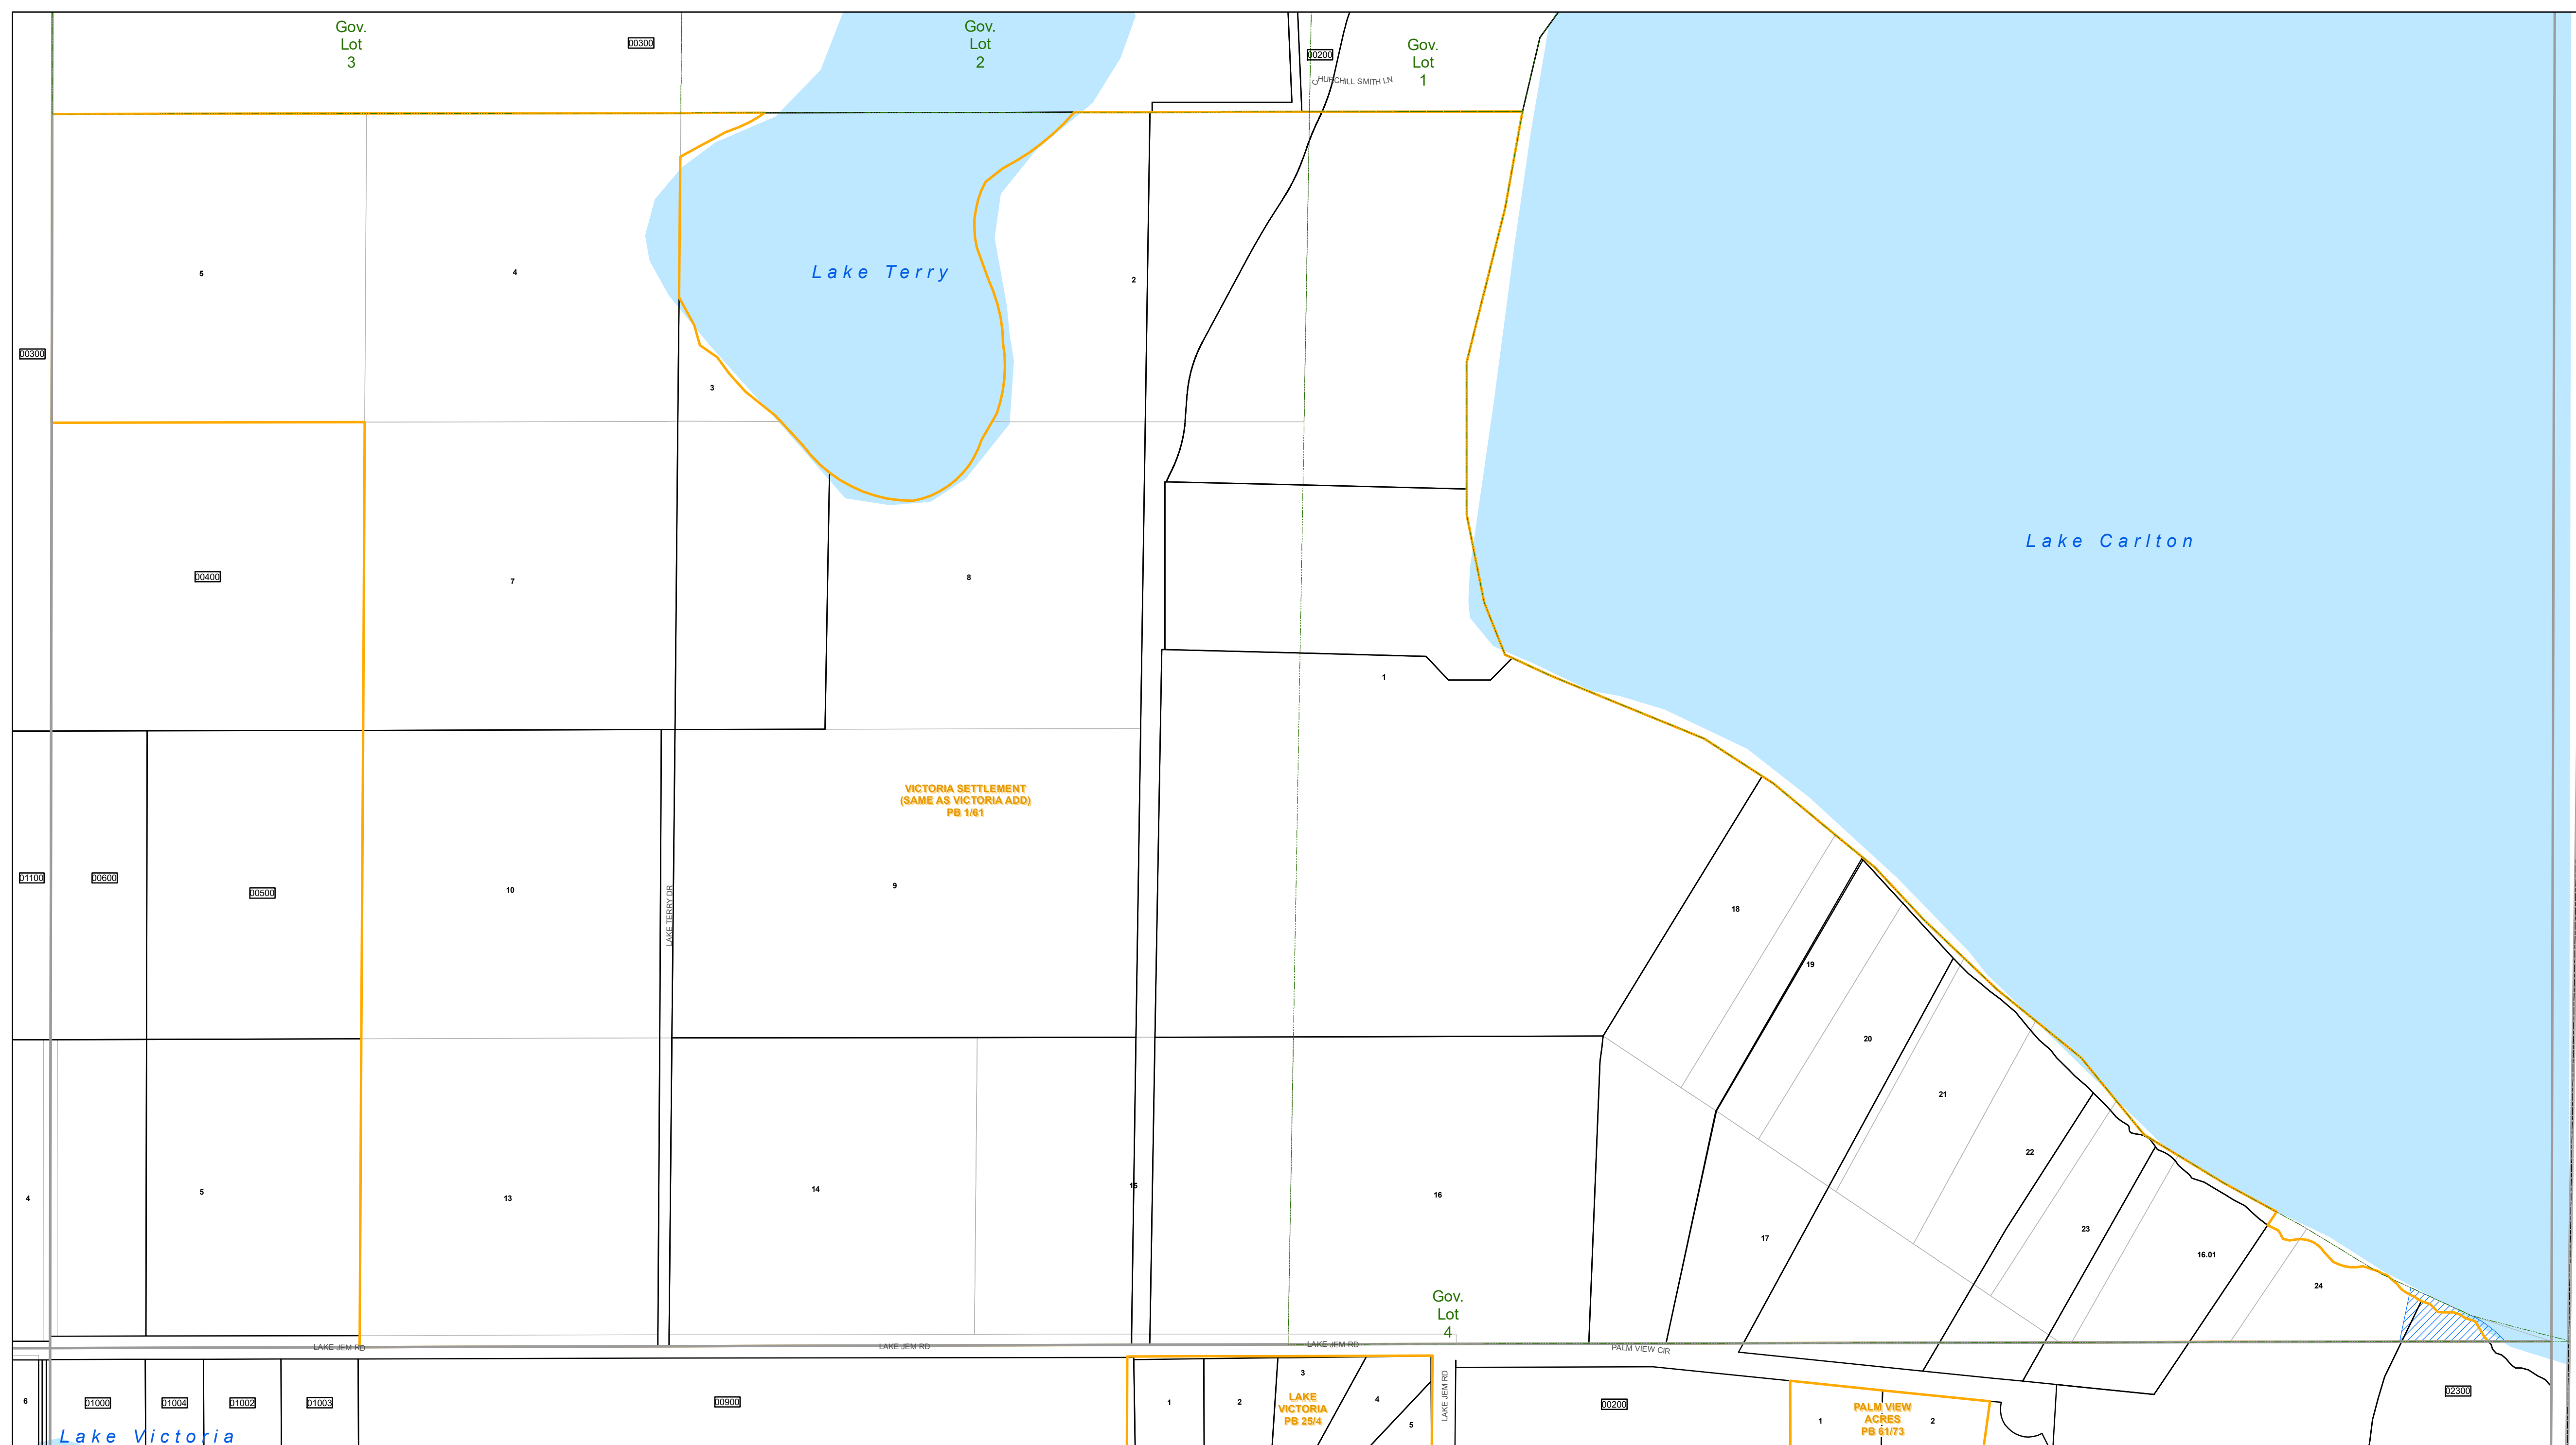 Gov.
Lot
3
00300
Gov.
Lot
2
00200
Gov.
Lot
1
CHURCHILL SMITH LN
5
4
Lake Terry
2
00300
3
Lake Carlton
00400
7
8
1
VICTORIA SETTLEMENT
(SAME AS VICTORIA ADD)
PB 1/61
01100
00600
00500
10
LAKE TERRY DR
9
18
19
20
21
22
23
4
5
13
14
15
16
17
16.01
24
Gov.
Lot
4
LAKE JEM RD
LAKE JEM RD
LAKE JEM RD
PALM VIEW CIR
6
01000
01004
01002
01003
00900
1
2
3
LAKE
VICTORIA
PB 25/4
4
5
LAKE JEM RD
00200
1
PALM VIEW
ACRES
PB 61/73
2
02300
Lake Victoria